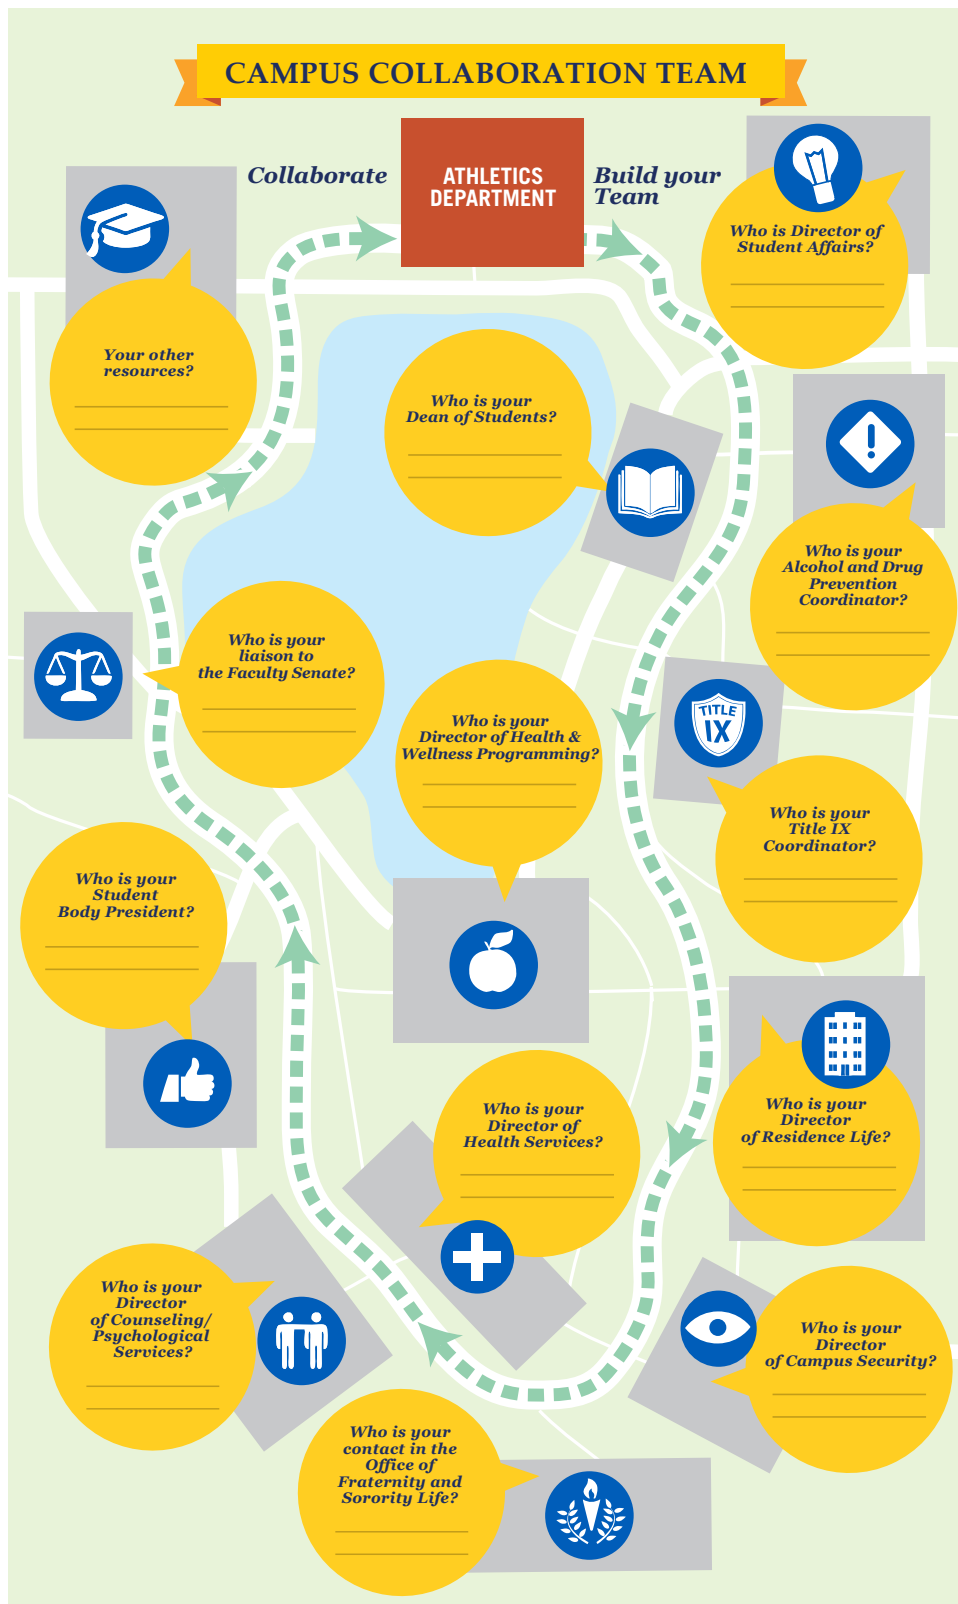 CAMPUS COLLABORATION TEAM
Collaborate
ATHLETICS
DEPARTMENT
Build your
Team
Who is Director of
Student Affairs?
Your other
resources?
Who is your
Dean of Students?
Who is your
Alcohol and Drug
Prevention
Coordinator?
Who is your
liaison to
the Faculty Senate?
TITLE
IX
Who is your
Director of Health &
Wellness Programming?
Who is your
Title IX
Coordinator?
Who is your
Student
Body President?
Who is your
Director of
Health Services?
Who is your
Director
of Residence Life?
Who is your
Director
of Counseling/
Psychological
Services?
Who is your
Director
of Campus Security?
Who is your
contact in the
Office of
Fraternity and
Sorority Life?